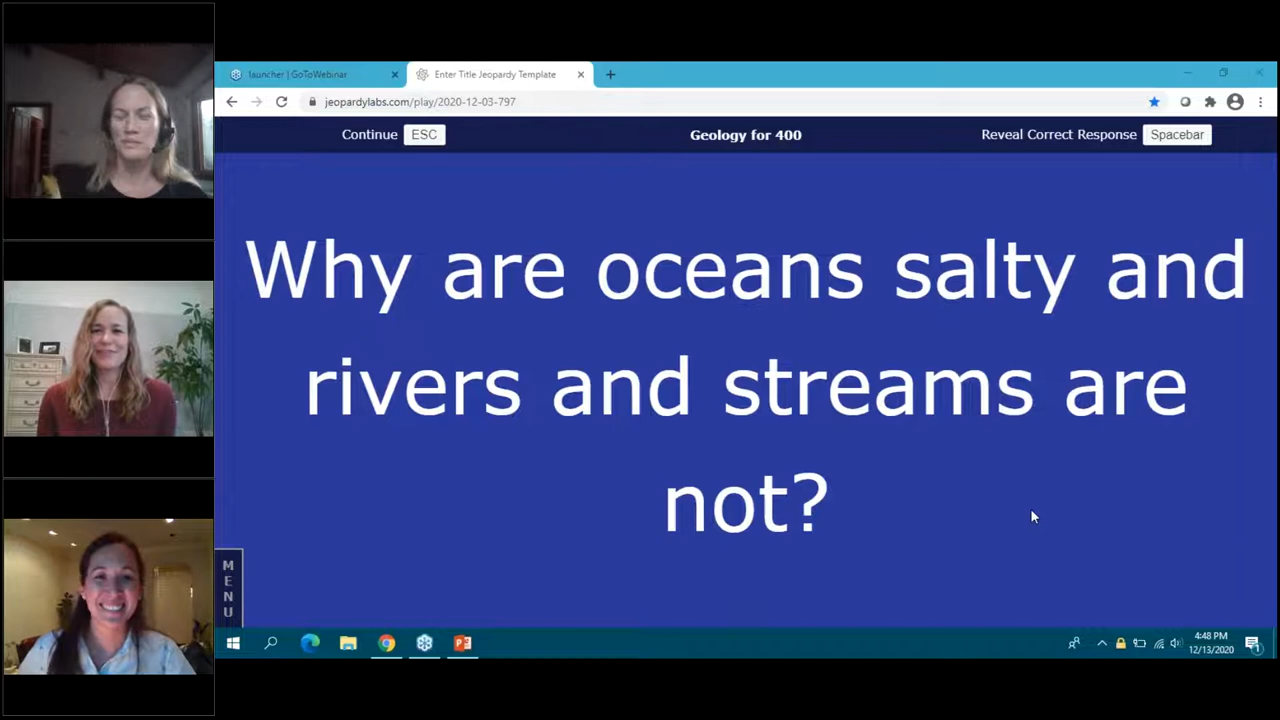 launcher | GoToWebinar
Enter Title Jeopardy Template
jeopardylabs.com/play/2020-12-03-797
Continue ESC
Geology for 400
Reveal Correct Response Spacebar
Why are oceans salty and
rivers and streams are
not?
MENU
4:48 PM
12/13/2020
1